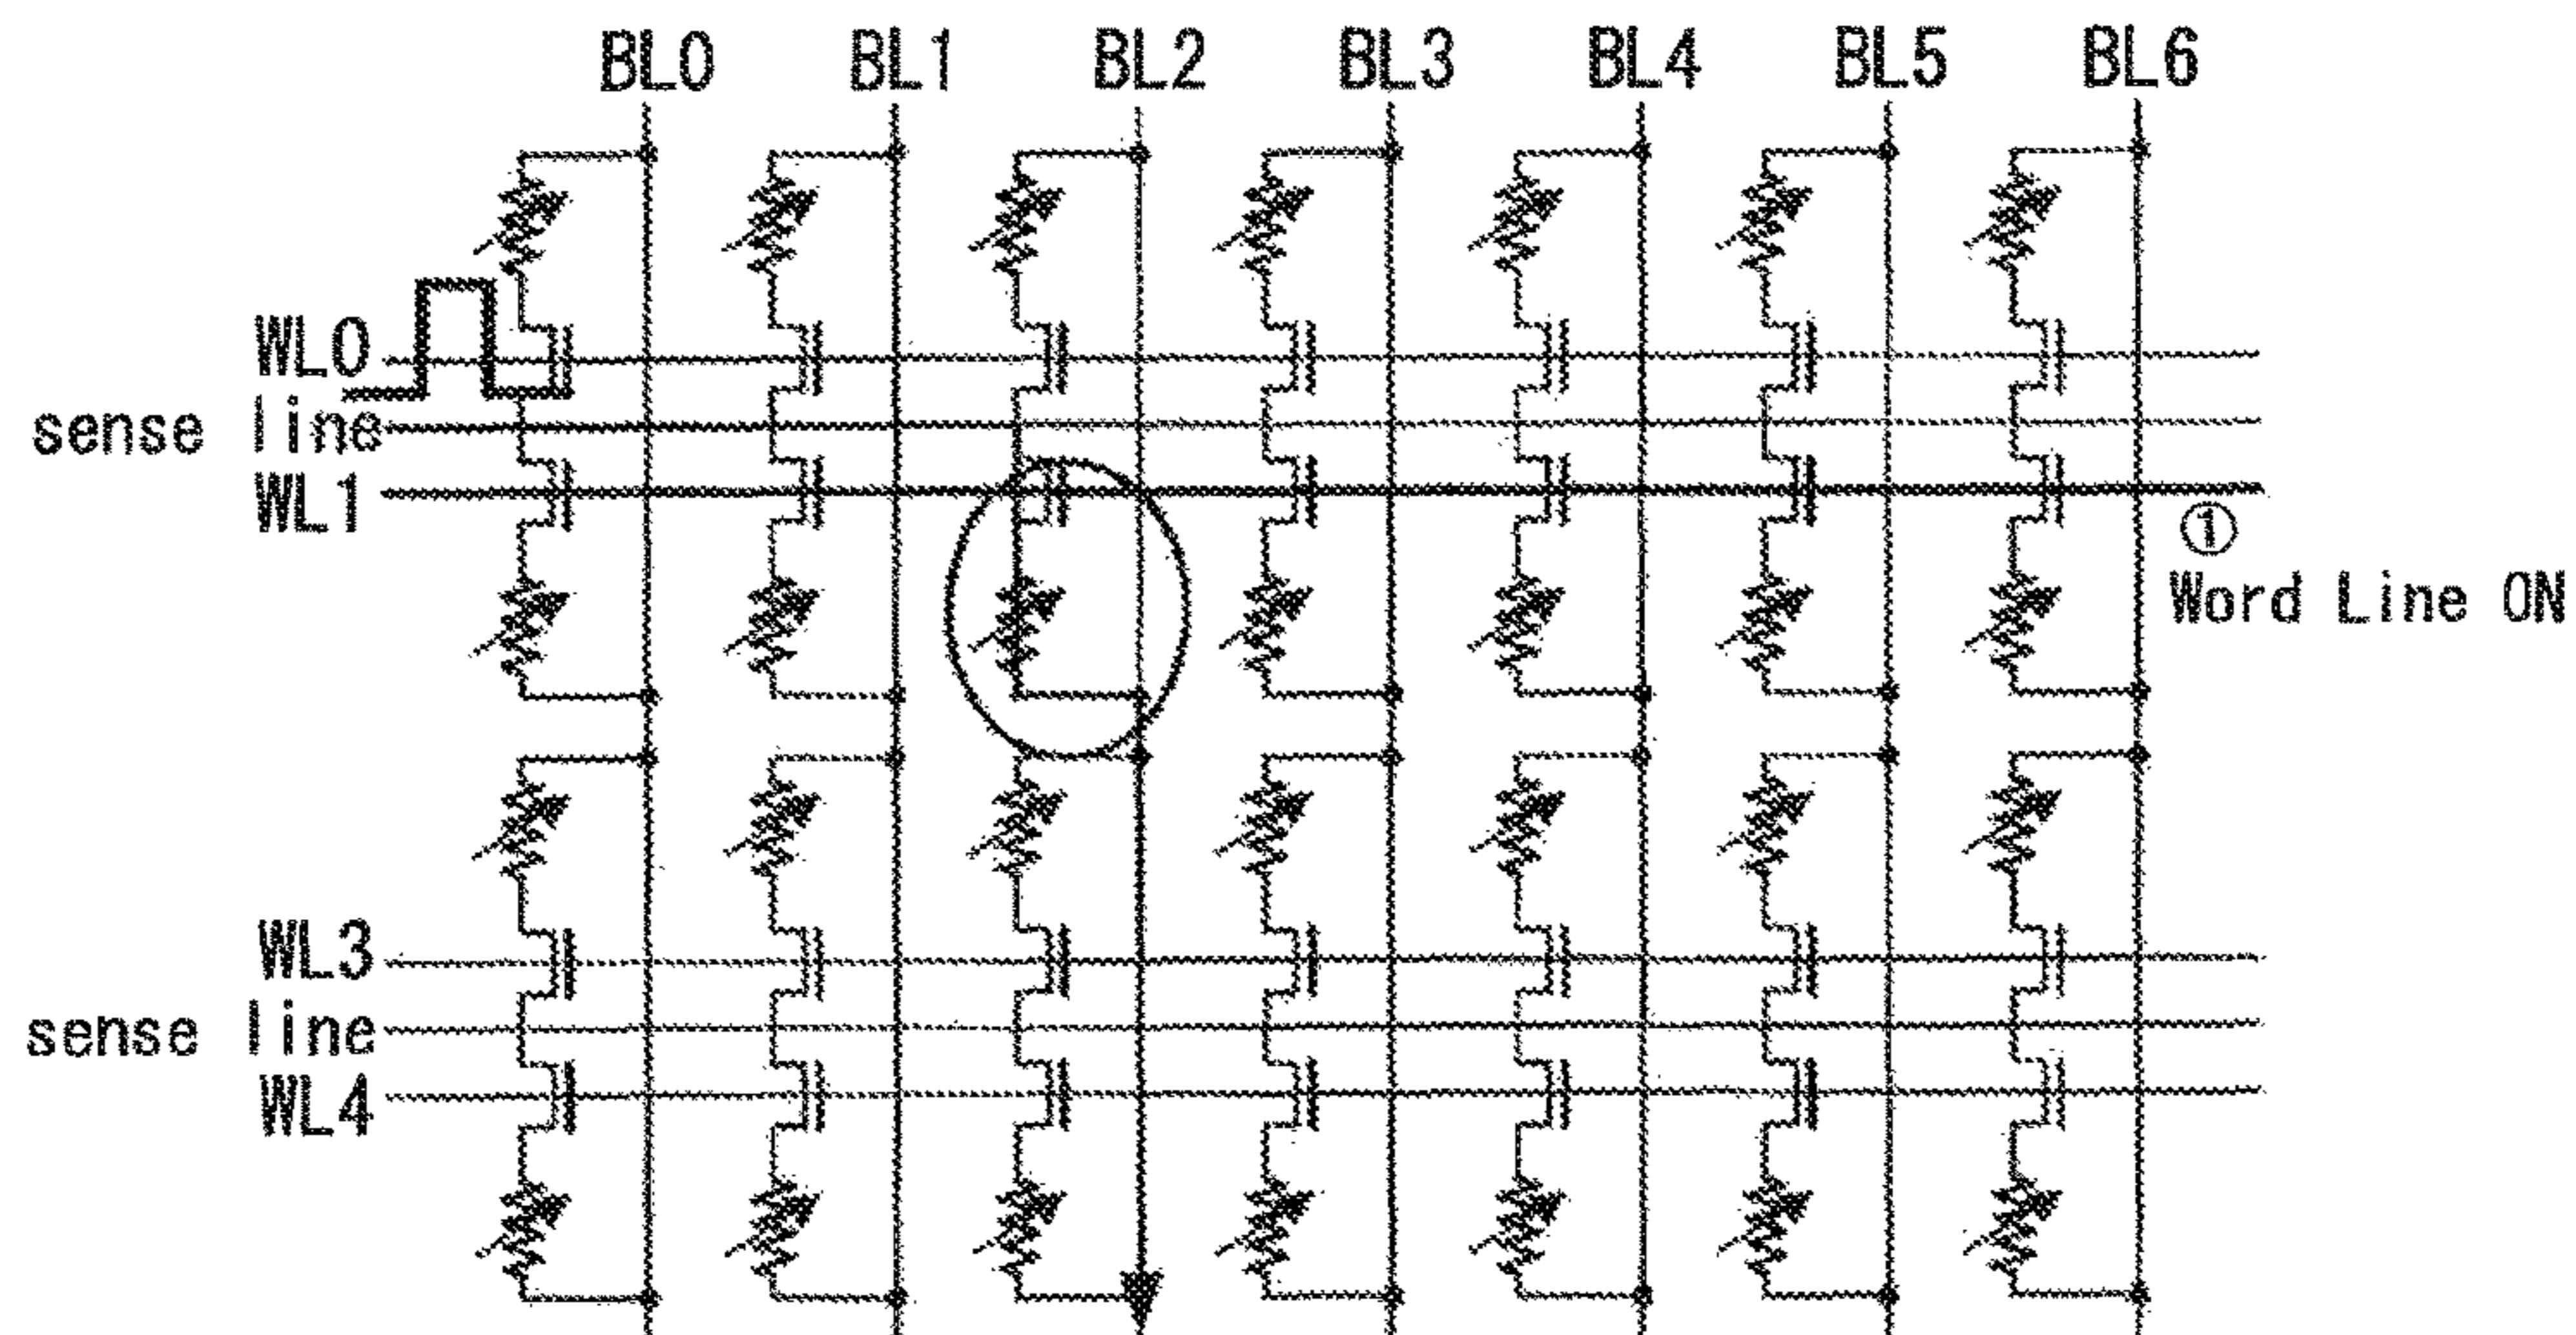 BL0 BL1 BL2 BL3 BL4 BL5 BL6
WL0
sense line
WL1
①
Word Line ON
WL3
sense line
WL4